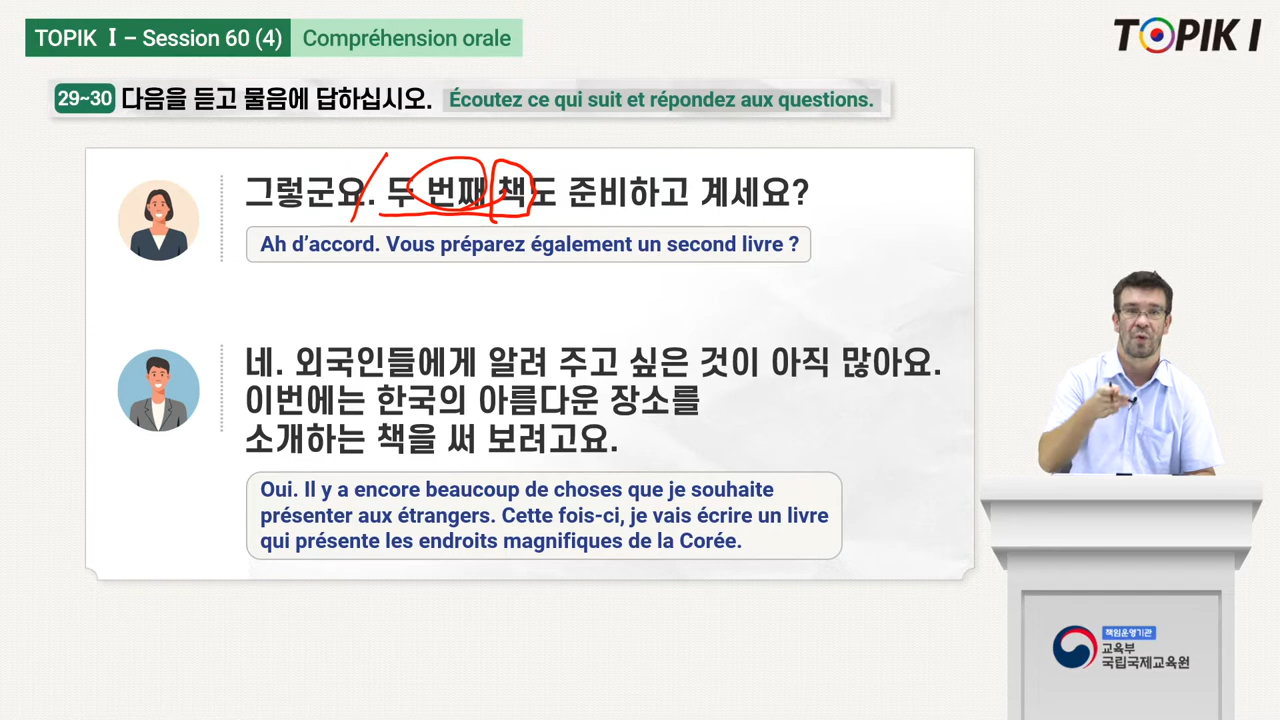 TOPIK I – Session 60 (4) Compréhension orale
TOPIK I
29~30 다음을 듣고 물음에 답하십시오. Écoutez ce qui suit et répondez aux questions.
그렇군요. 두 번째 책도 준비하고 계세요?
Ah d’accord. Vous préparez également un second livre ?
네. 외국인들에게 알려 주고 싶은 것이 아직 많아요.
이번에는 한국의 아름다운 장소를
소개하는 책을 써 보려고요.
Oui. Il y a encore beaucoup de choses que je souhaite
présenter aux étrangers. Cette fois-ci, je vais écrire un livre
qui présente les endroits magnifiques de la Corée.
책임운영기관
교육부
국립국제교육원